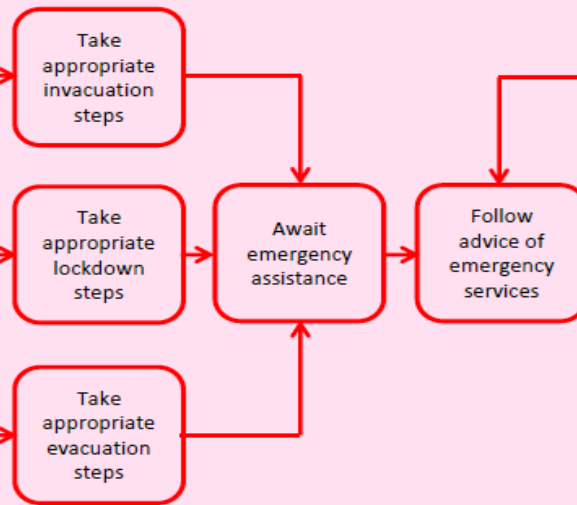 Take
appropriate
invacuation
steps
Take
appropriate
lockdown
steps
Await
emergency
assistance
Follow
advice of
emergency
services
Take
appropriate
evacuation
steps